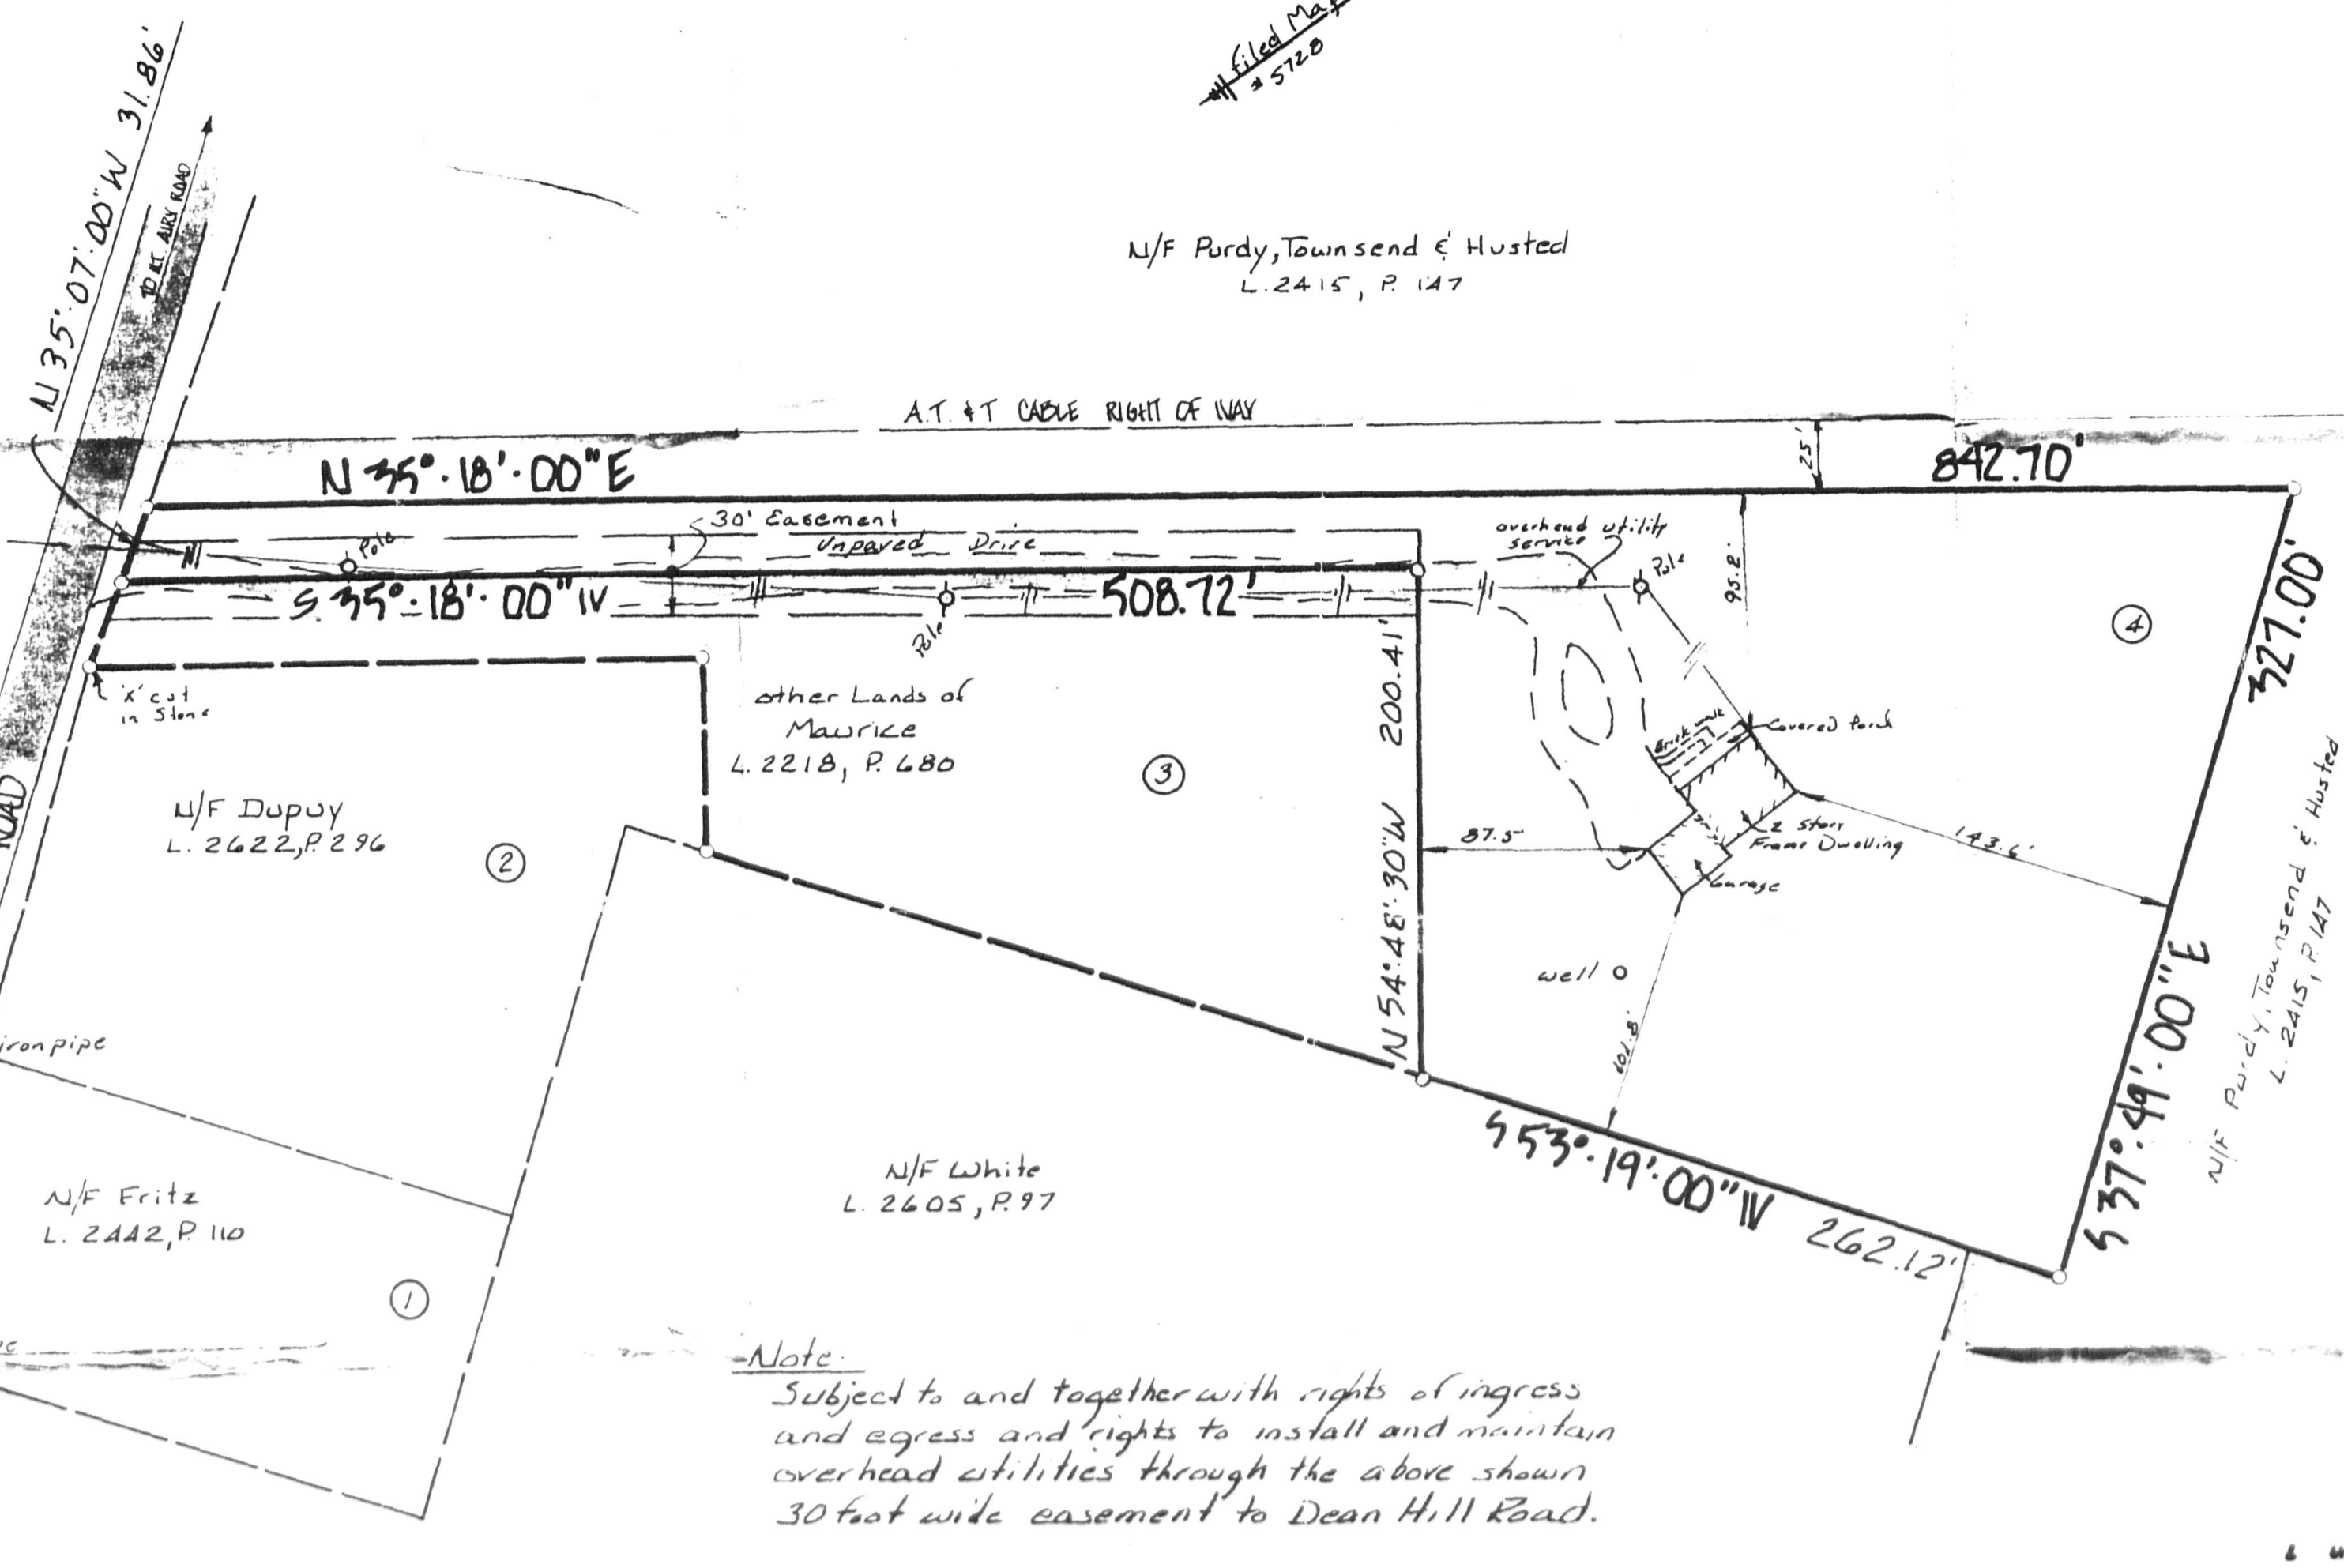 Filed Map
# 5728
N 35°·07'·00"W 31.86'
TO MT. AIRY ROAD
N/F Purdy, Townsend & Husted
L. 2415, P. 147
A.T. & T CABLE RIGHT OF WAY
N 35°·18'·00"E
842.70'
25'
30' Easement
Unpaved Drive
Pole
overhead utility
service
Pole
S 35°·18'·00"W
508.72'
Pole
95.2'
4
327.00'
'x' cut
in Stone
other Lands of
Maurice
L. 2218, P. 680
3
N 54°·48'·30"W 200.41'
Brick walk
Covered Porch
2 Story
Frame Dwelling
Garage
87.5
143.6'
ROAD
N/F Dupuy
L. 2622, P. 296
2
well
101.8'
S 37°·49'·00"E
N/F Purdy, Townsend & Husted
L. 2415, P. 147
iron pipe
S 53°·19'·00"W 262.12'
N/F White
L. 2605, P. 97
N/F Fritz
L. 2442, P. 110
1
Note:
Subject to and together with rights of ingress
and egress and rights to install and maintain
overhead utilities through the above shown
30 foot wide easement to Dean Hill Road.